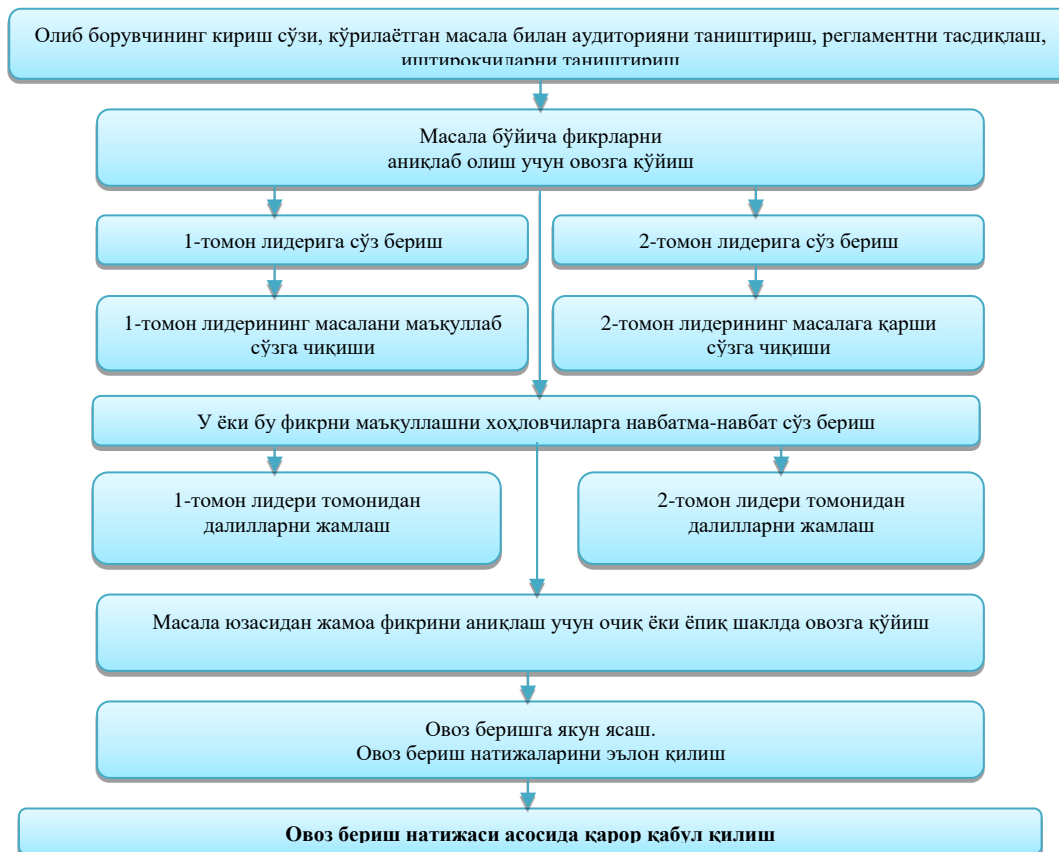 Олиб борувчининг кириш сўзи, кўрилаётган масала билан аудиторияни таништириш, регламентни тасдиқлаш,
иштирокчиларни таништириш
Масала бўйича фикрларни
аниқлаб олиш учун овозга қўйиш
1-томон лидерига сўз бериш
2-томон лидерига сўз бериш
1-томон лидерининг масалани маъқуллаб
сўзга чиқиши
2-томон лидерининг масалага қарши
сўзга чиқиши
У ёки бу фикрни маъқуллашни хоҳловчиларга навбатма-навбат сўз бериш
1-томон лидери томонидан
далилларни жамлаш
2-томон лидери томонидан
далилларни жамлаш
Масала юзасидан жамоа фикрини аниқлаш учун очиқ ёки ёпиқ шаклда овозга қўйиш
Овоз беришга якун ясаш.
Овоз бериш натижаларини эълон қилиш
Овоз бериш натижаси асосида қарор қабул қилиш